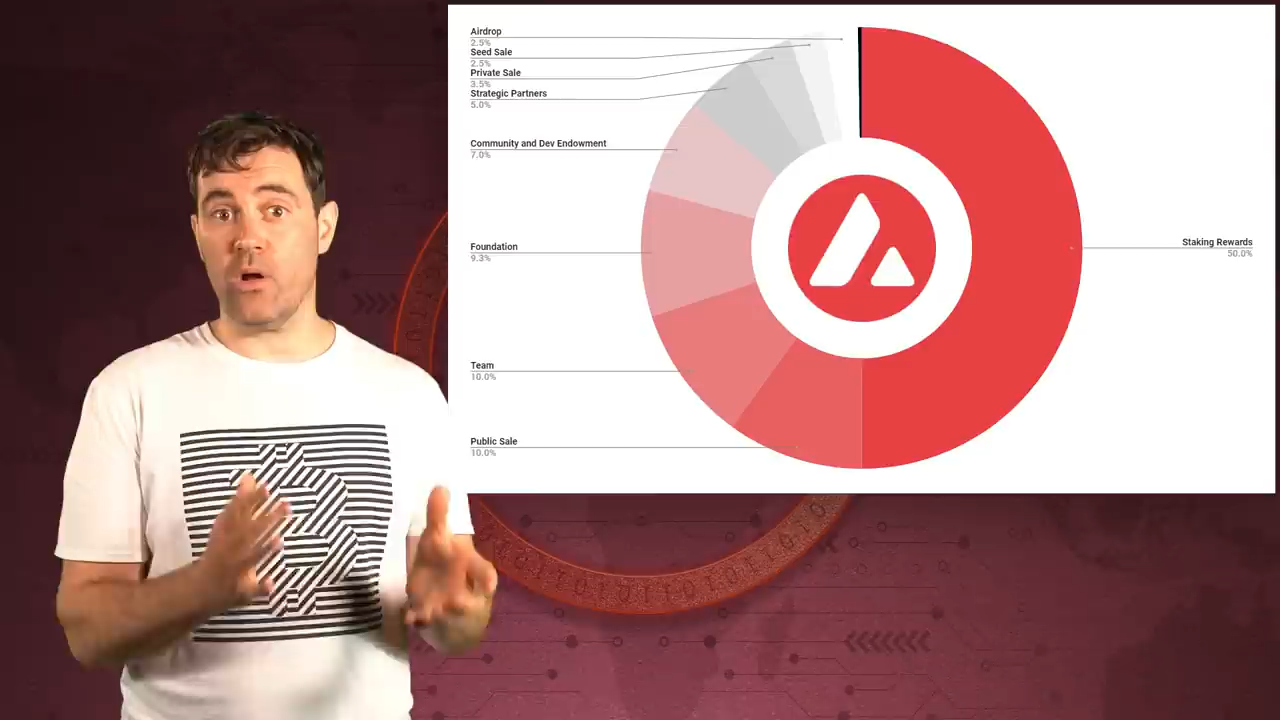 Airdrop
2.5%
Seed Sale
2.5%
Private Sale
3.5%
Strategic Partners
5.0%
Community and Dev Endowment
7.0%
Foundation
9.3%
Team
10.0%
Public Sale
10.0%
Staking Rewards
50.0%